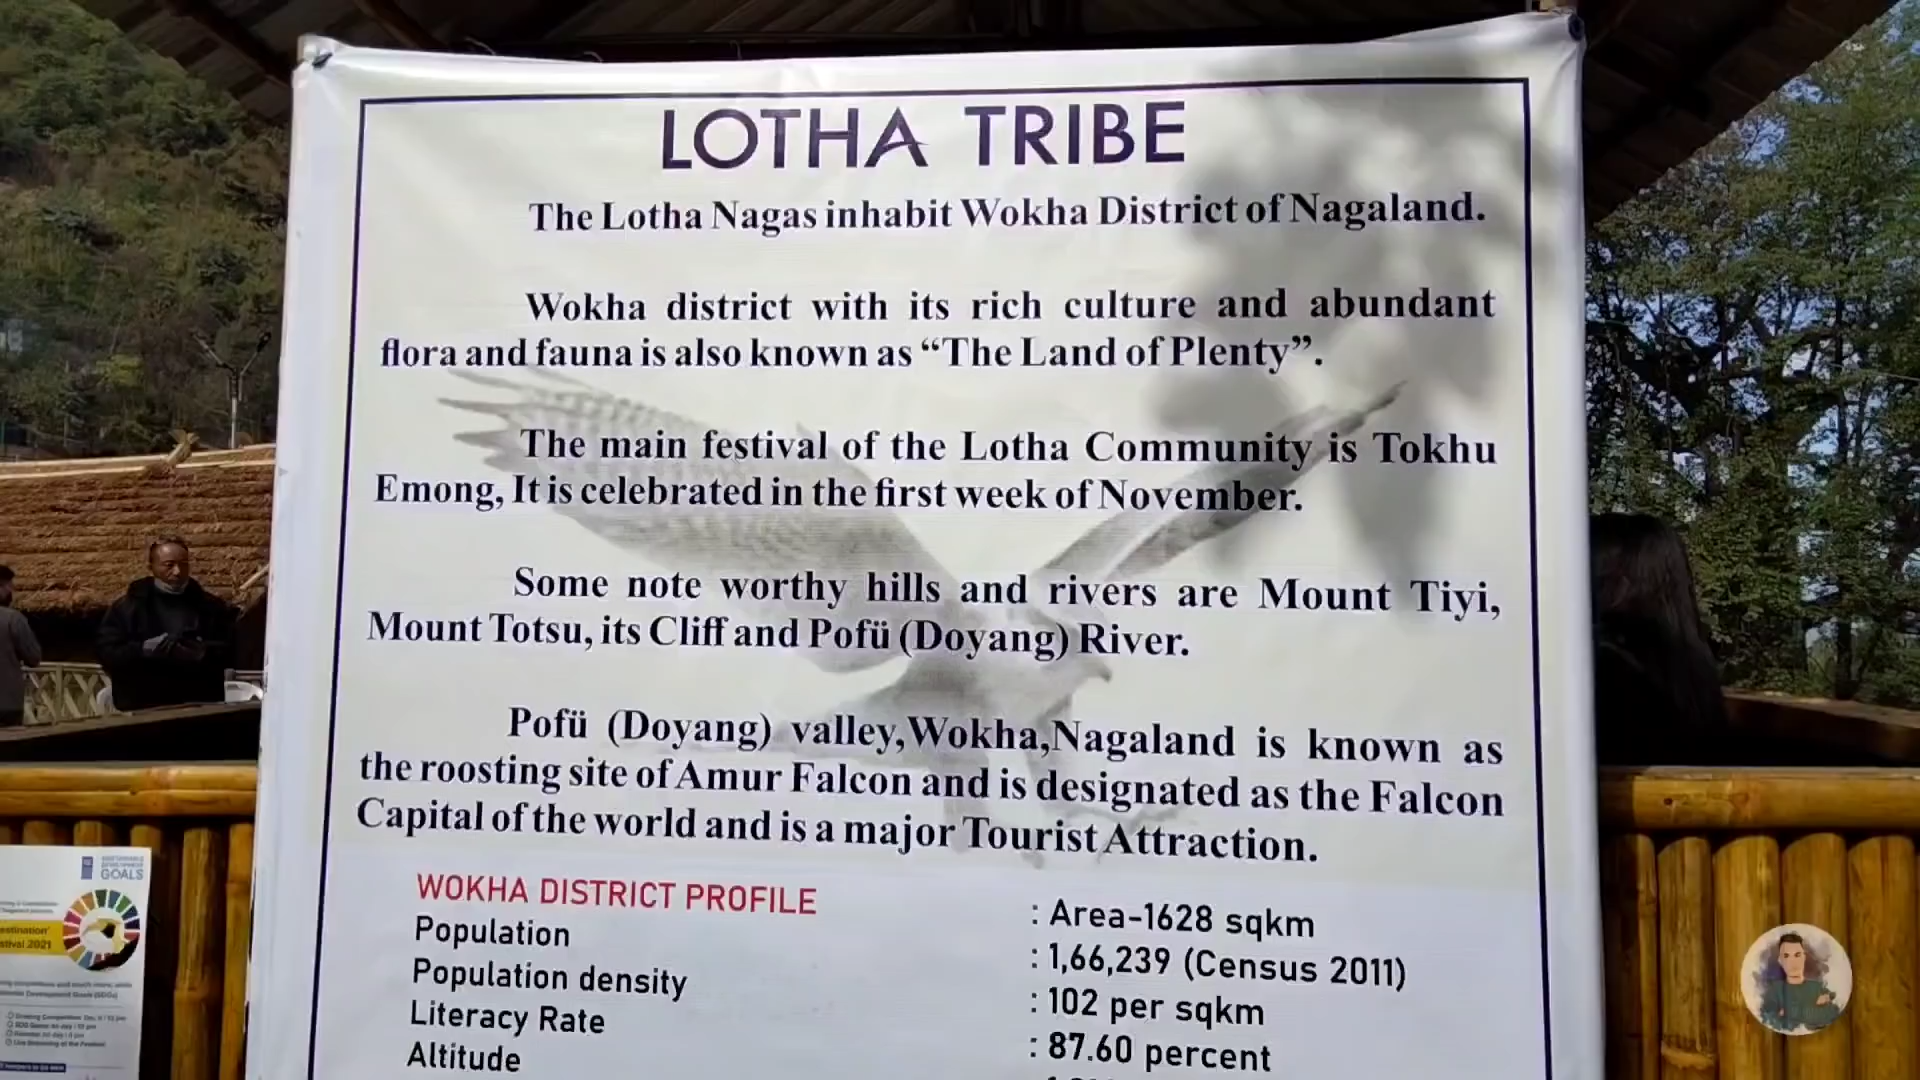 LOTHA TRIBE
The Lotha Nagas inhabit Wokha District of Nagaland.
Wokha district with its rich culture and abundant
flora and fauna is also known as “The Land of Plenty”.
The main festival of the Lotha Community is Tokhu
Emong, It is celebrated in the first week of November.
Some note worthy hills and rivers are Mount Tiyi,
Mount Totsu, its Cliff and Pofü (Doyang) River.
Pofü (Doyang) valley,Wokha,Nagaland is known as
the roosting site of Amur Falcon and is designated as the Falcon
Capital of the world and is a major Tourist Attraction.
WOKHA DISTRICT PROFILE : Area-1628 sqkm
Population : 1,66,239 (Census 2011)
Population density : 102 per sqkm
Literacy Rate : 87.60 percent
Altitude
GOALS
stival 2021